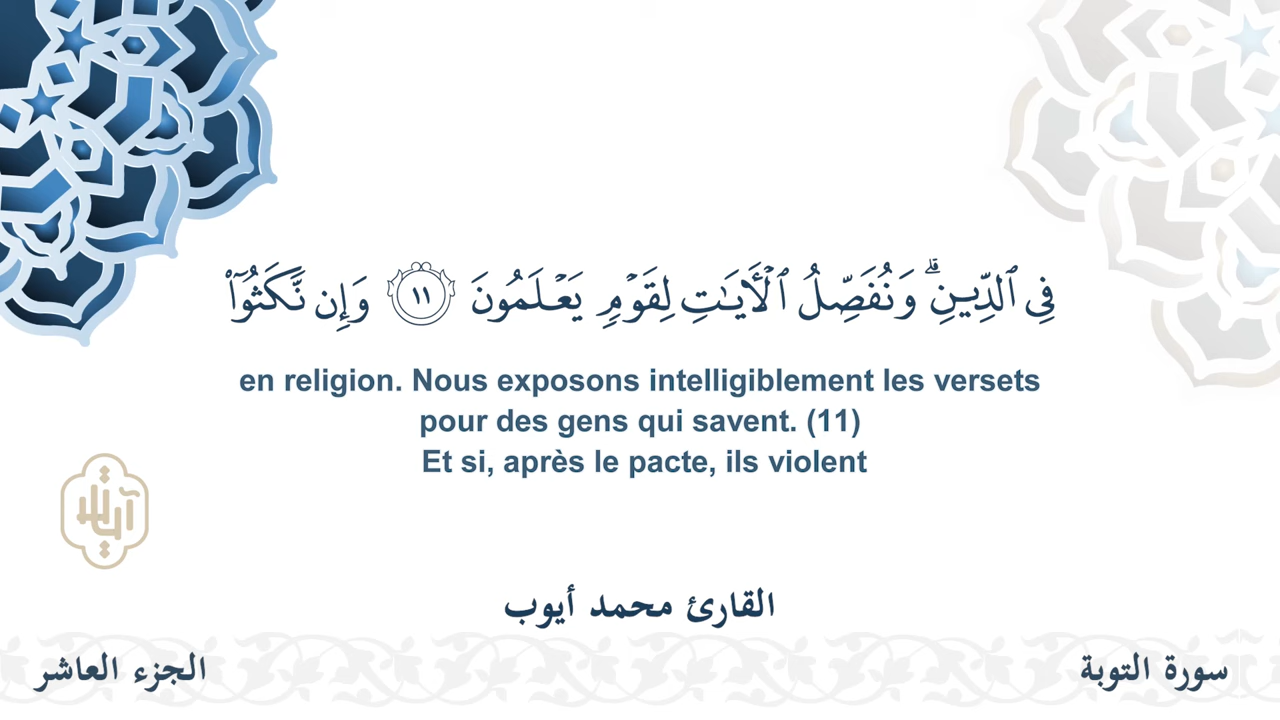 فِي ٱلدِّينِۗ وَنُفَصِّلُ ٱلۡأٓيَٰتِ لِقَوۡمٖ يَعۡلَمُونَ ١١ وَإِن نَّكَثُوٓاْ
en religion. Nous exposons intelligiblement les versets
pour des gens qui savent. (11)
Et si, après le pacte, ils violent
آيات
القارئ محمد أيوب
سورة التوبة
الجزء العاشر